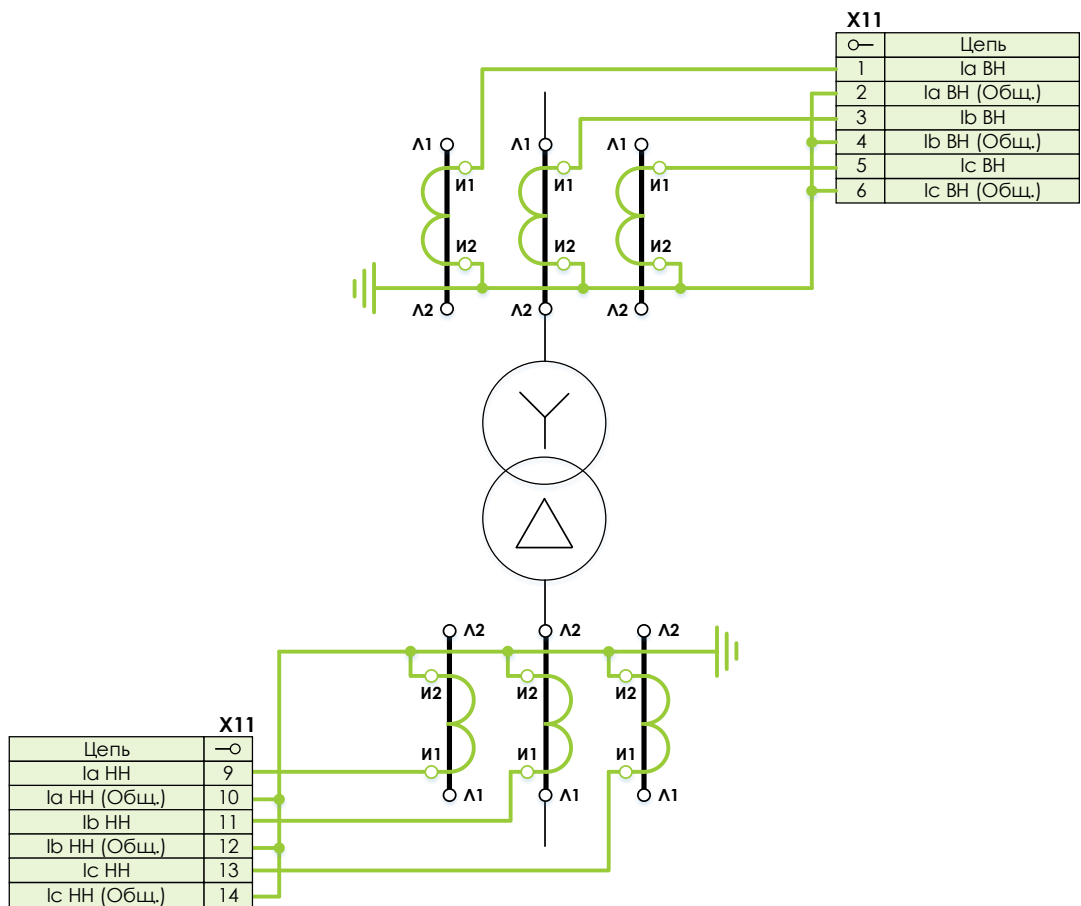 X11
Цепь
1 Ia ВН
2 Ia ВН (Общ.)
3 Ib ВН
4 Ib ВН (Общ.)
5 Ic ВН
6 Ic ВН (Общ.)
Л1 Л1 Л1
И1 И1 И1
И2 И2 И2
Л2 Л2 Л2
Л2 Л2 Л2
И2 И2 И2
И1 И1 И1
Л1 Л1 Л1
X11
Цепь
Ia НН 9
Ia НН (Общ.) 10
Ib НН 11
Ib НН (Общ.) 12
Ic НН 13
Ic НН (Общ.) 14